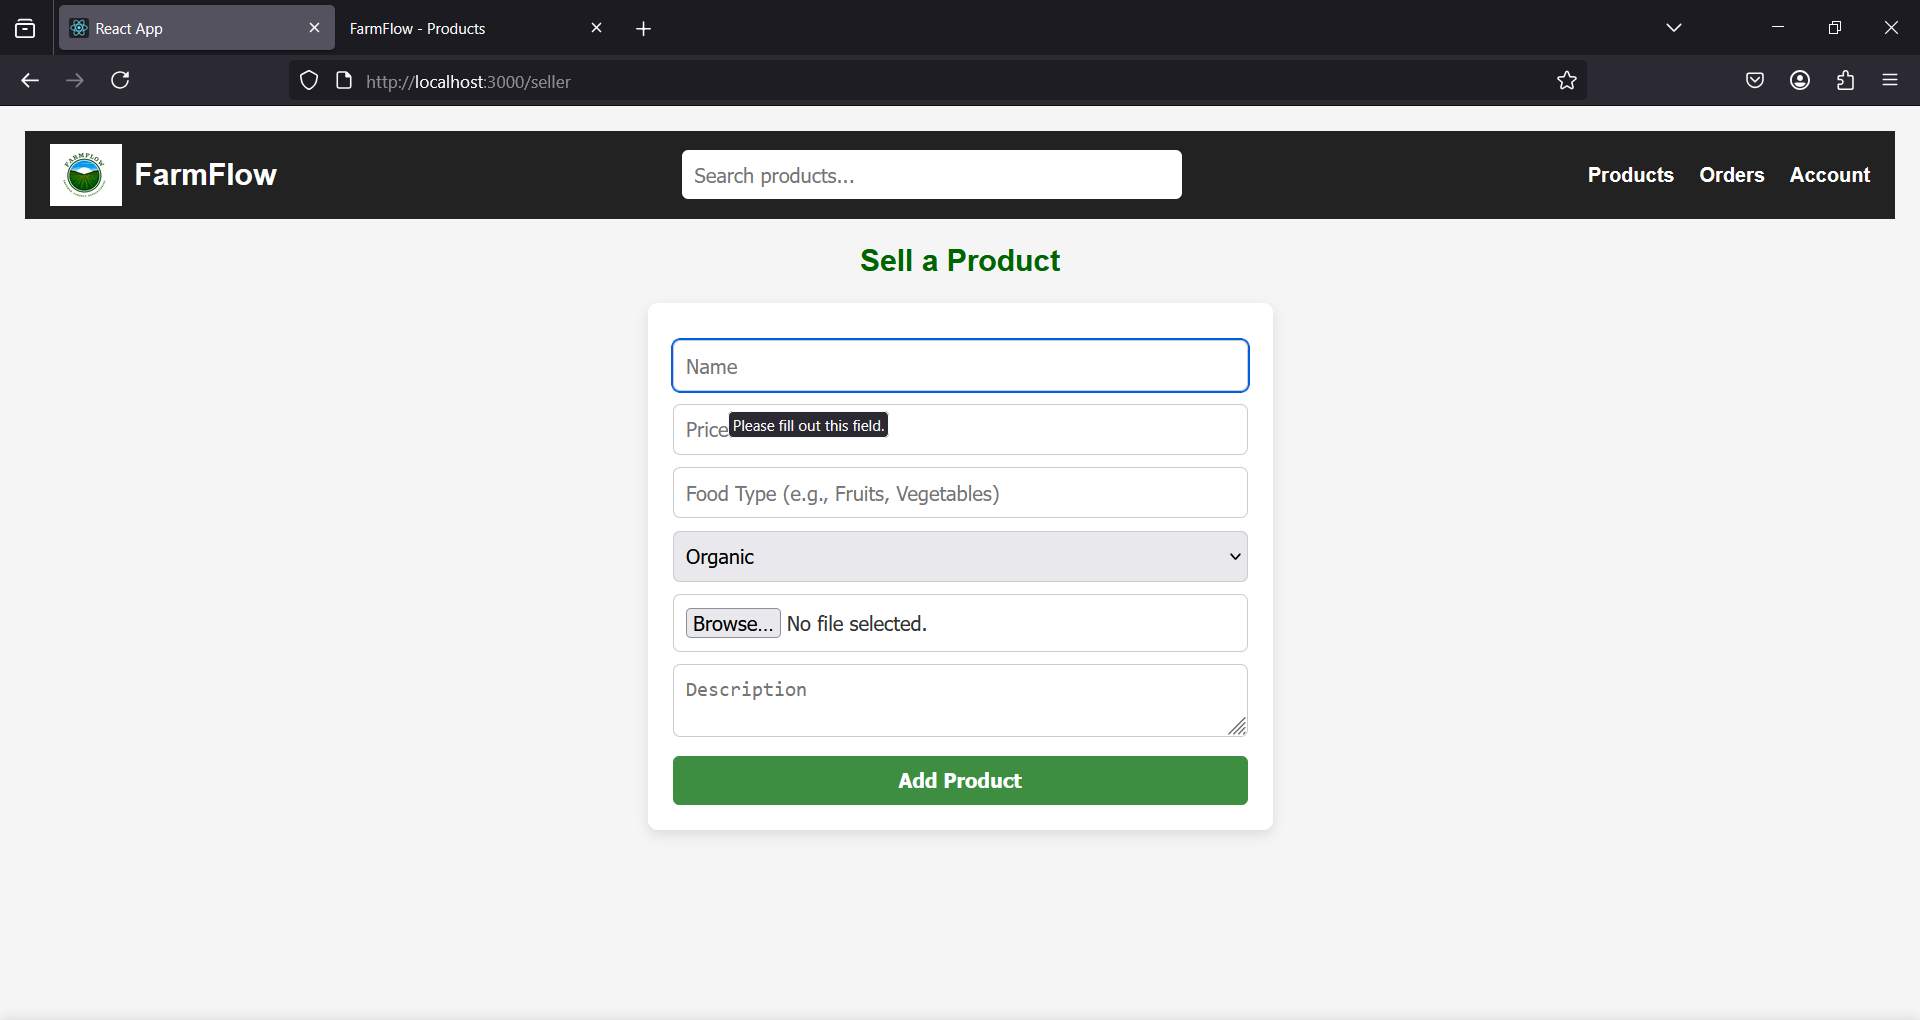 React App
FarmFlow - Products
http://localhost:3000/seller
FARMFLOW
FarmFlow
Search products...
Products
Orders
Account
Sell a Product
Name
Price
Please fill out this field.
Food Type (e.g., Fruits, Vegetables)
Organic
Browse... No file selected.
Description
Add Product